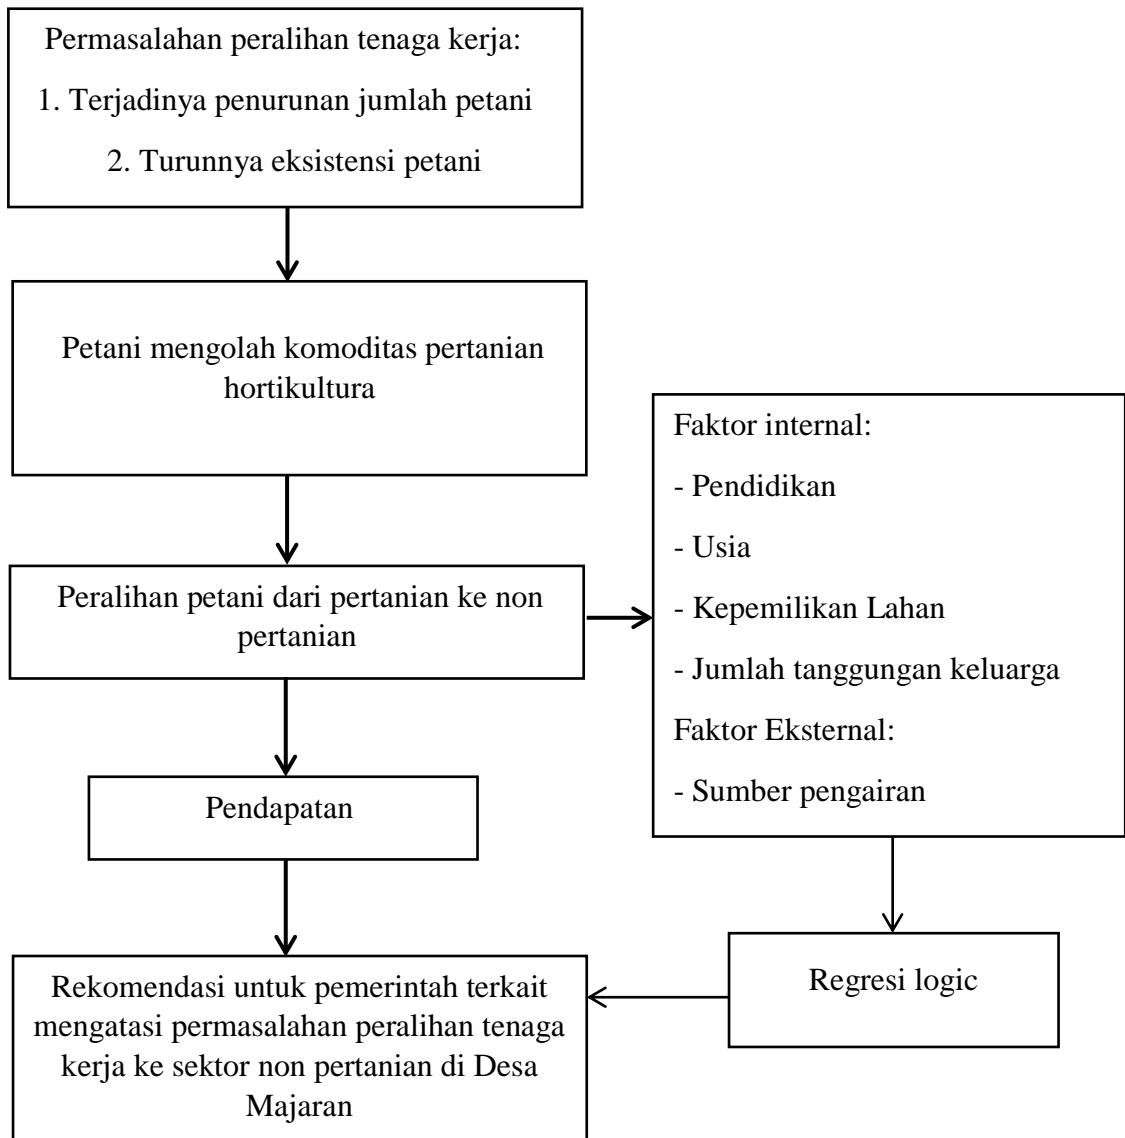 Permasalahan peralihan tenaga kerja:
1. Terjadinya penurunan jumlah petani
2. Turunnya eksistensi petani
Petani mengolah komoditas pertanian
hortikultura
Peralihan petani dari pertanian ke non
pertanian
Faktor internal:
- Pendidikan
- Usia
- Kepemilikan Lahan
- Jumlah tanggungan keluarga
Faktor Eksternal:
- Sumber pengairan
Pendapatan
Regresi logic
Rekomendasi untuk pemerintah terkait
mengatasi permasalahan peralihan tenaga
kerja ke sektor non pertanian di Desa
Majaran